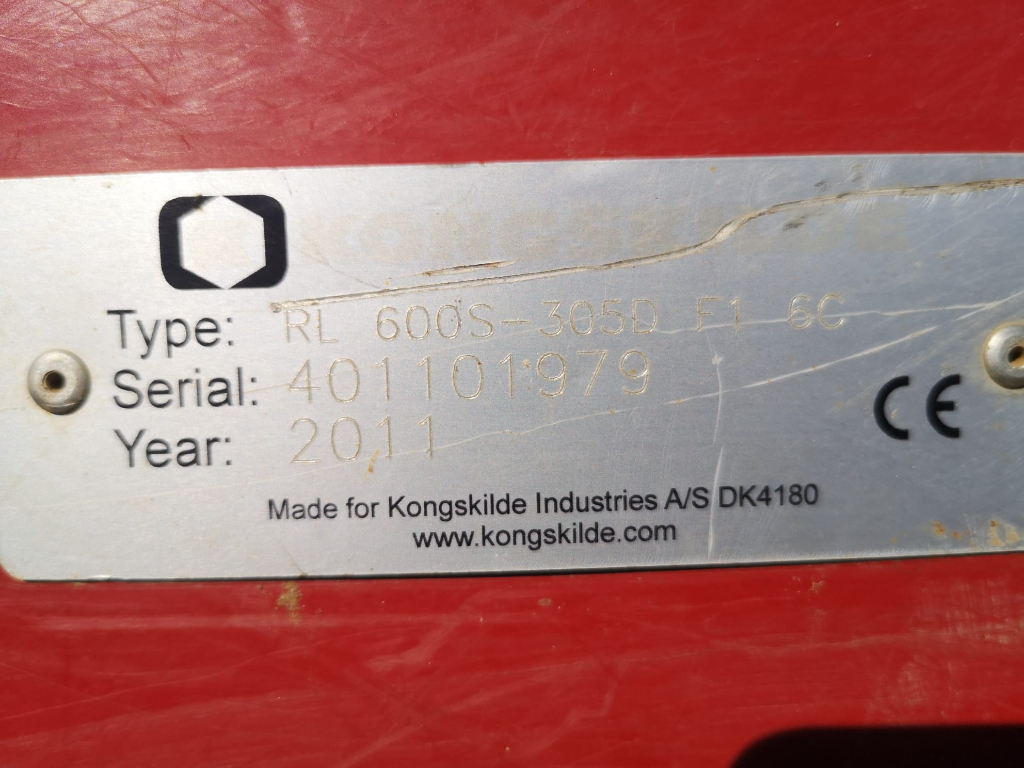 KONGSKILDE
Type: RL 600S-305D F1 6C
Serial: 401101979
Year: 2011
CE
Made for Kongskilde Industries A/S DK4180
www.kongskilde.com